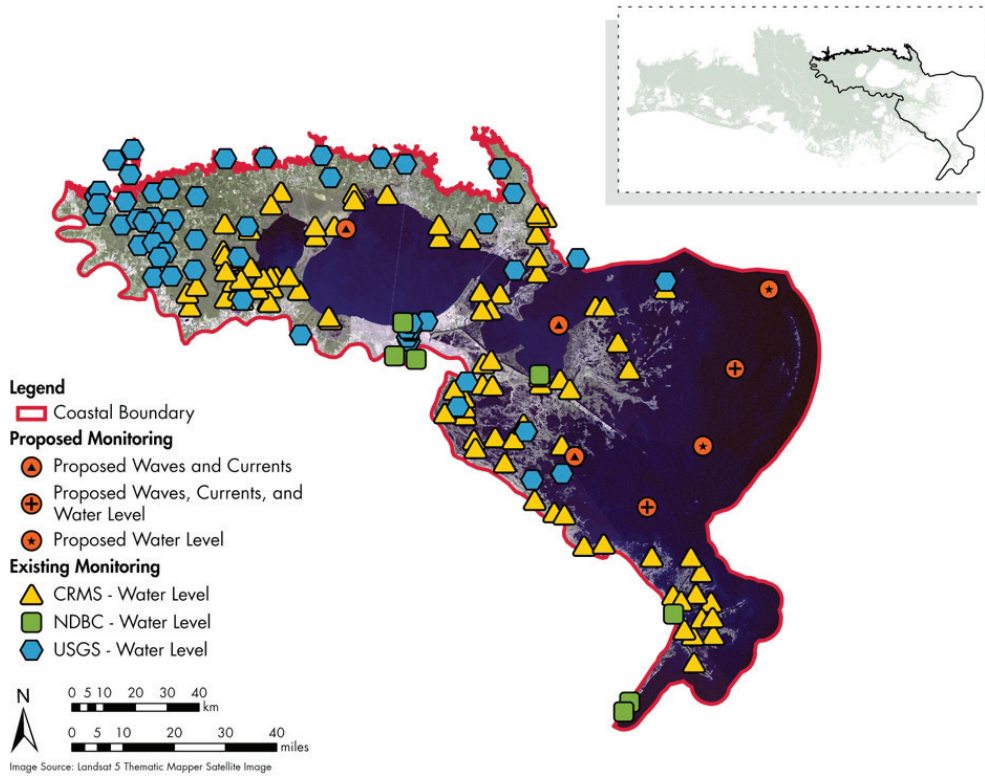 Legend
Coastal Boundary
Proposed Monitoring
Proposed Waves and Currents
Proposed Waves, Currents, and
Water Level
Proposed Water Level
Existing Monitoring
CRMS - Water Level
NDBC - Water Level
USGS - Water Level
N
0 5 10 20 30 40
km
0 5 10 20 30 40
miles
Image Source: Landsat 5 Thematic Mapper Satellite Image